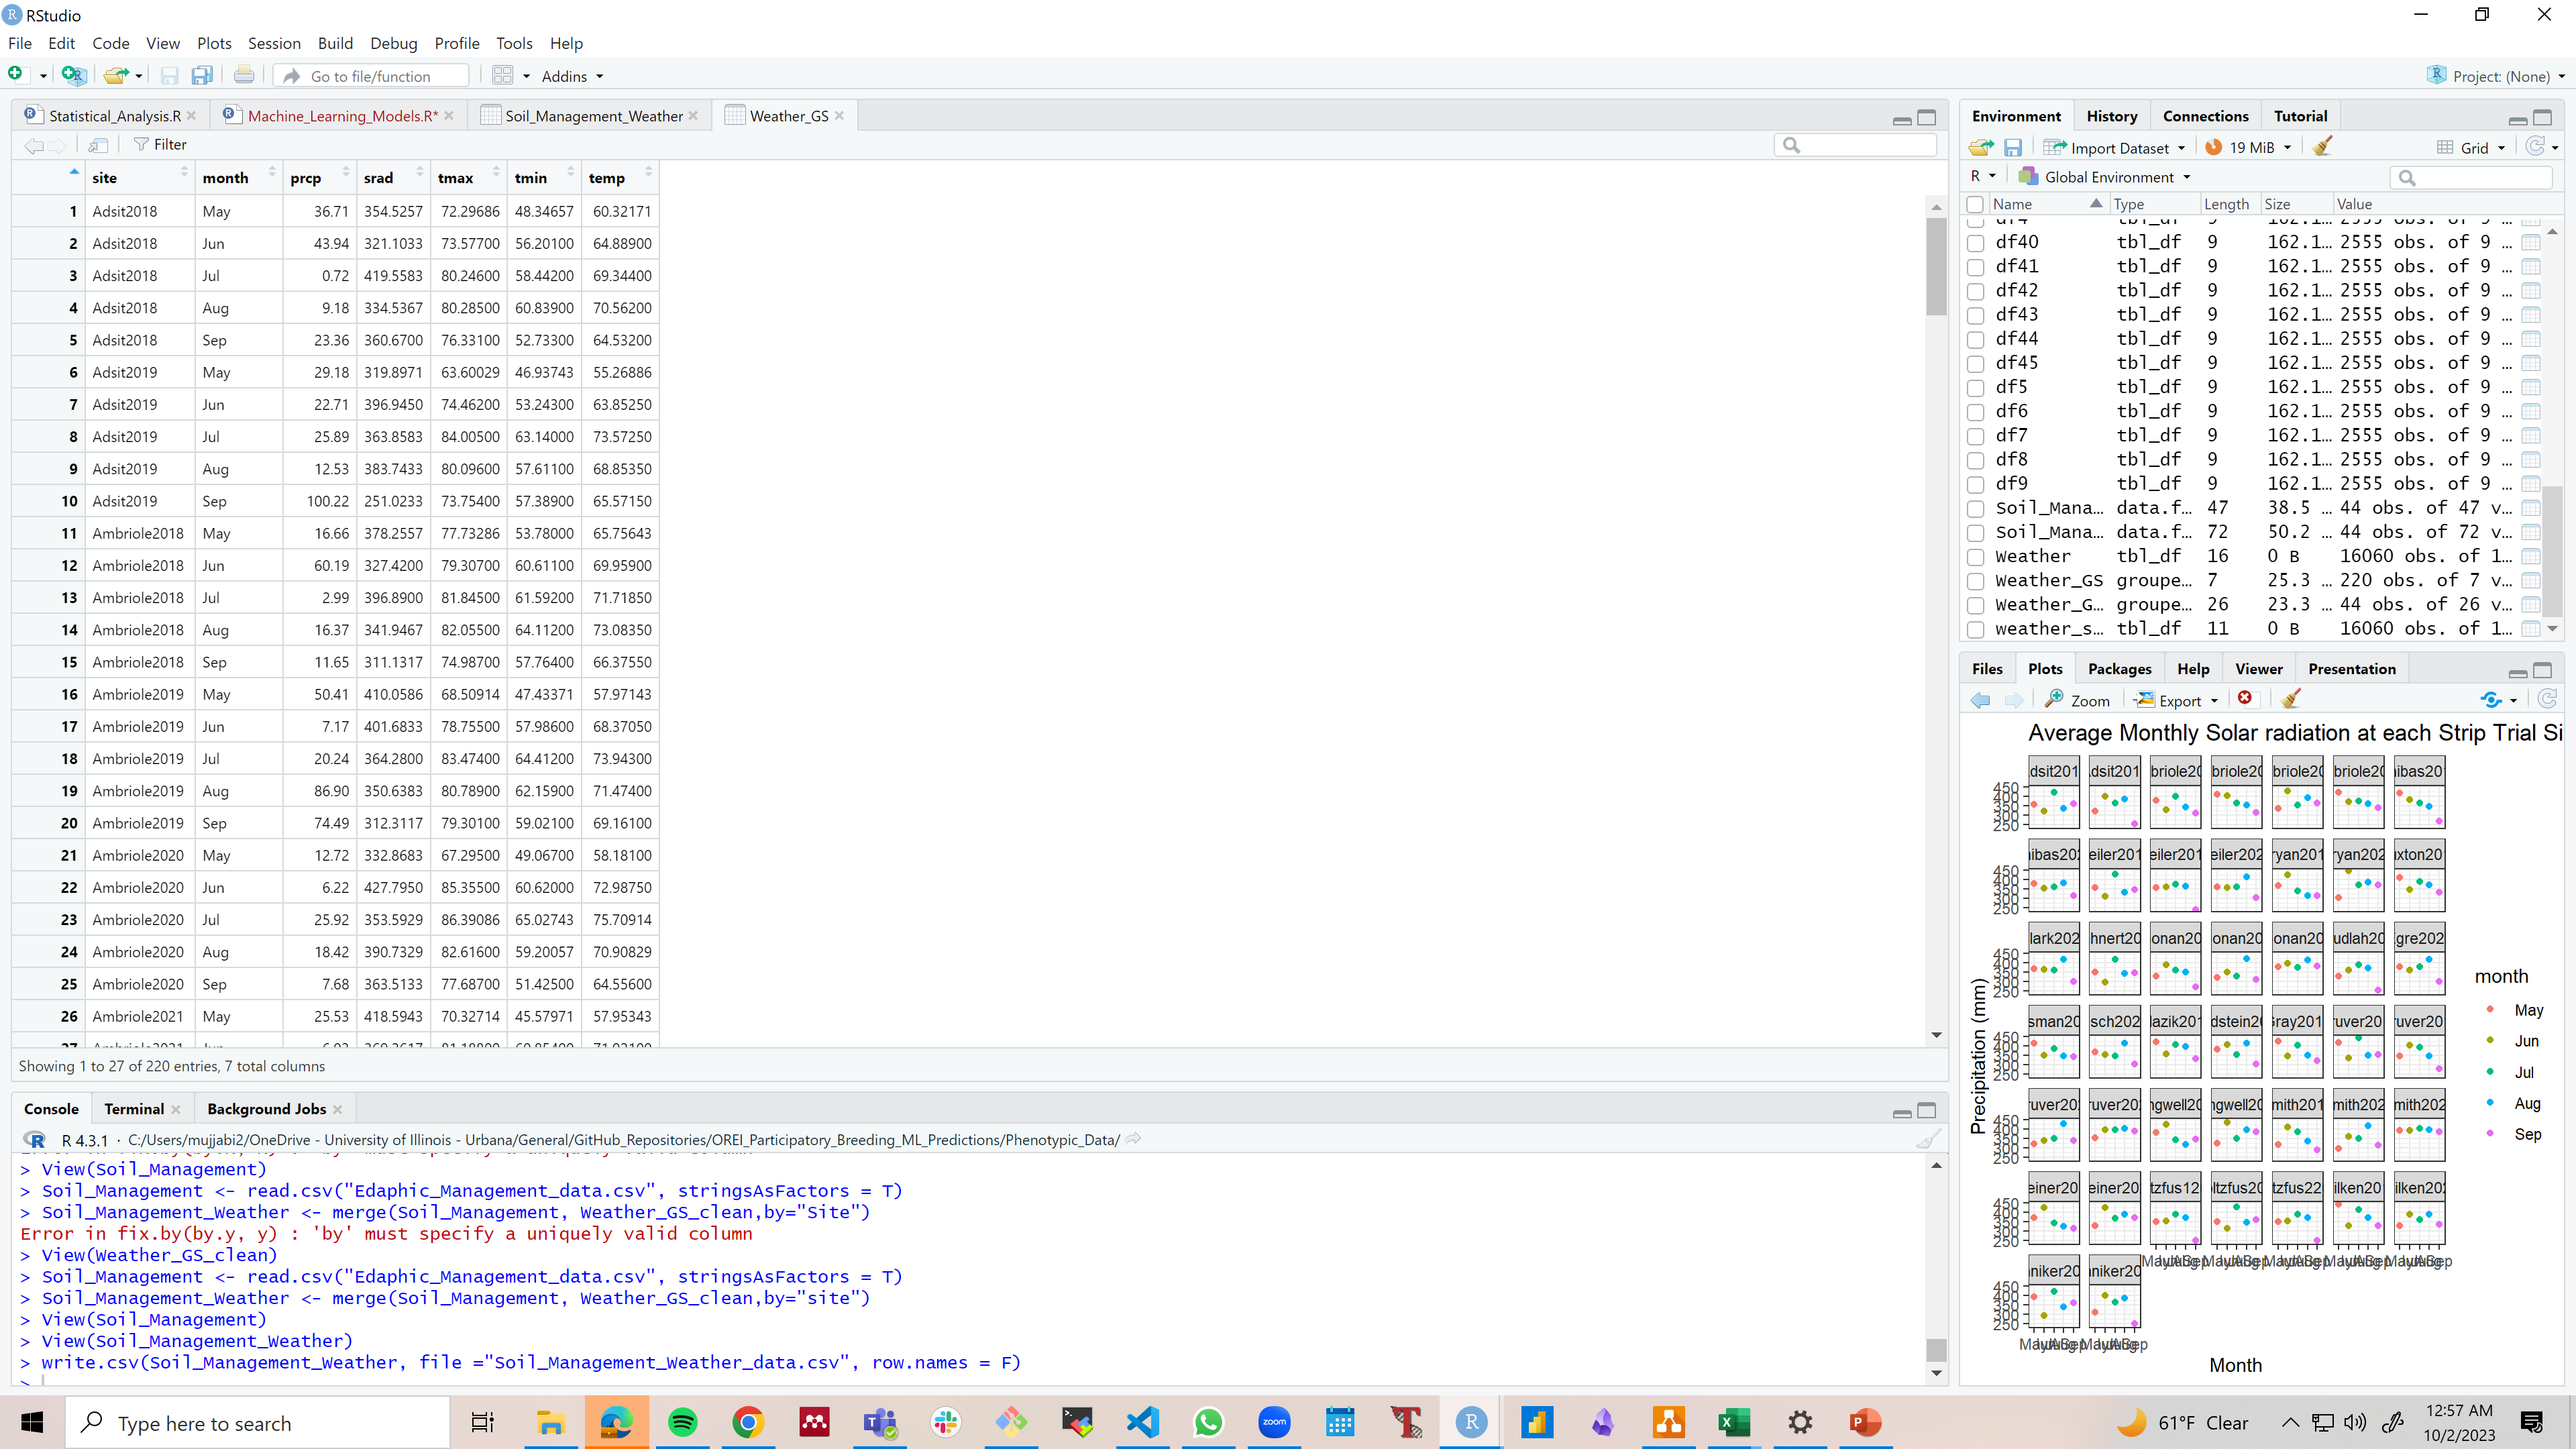 RStudio
File Edit Code View Plots Session Build Debug Profile Tools Help
Go to file/function Addins Project: (None)
Statistical_Analysis.R Machine_Learning_Models.R* Soil_Management_Weather Weather_GS
Filter
site month prcp srad tmax tmin temp
1 Adsit2018 May 36.71 354.5257 72.29686 48.34657 60.32171
2 Adsit2018 Jun 43.94 321.1033 73.57700 56.20100 64.88900
3 Adsit2018 Jul 0.72 419.5583 80.24600 58.44200 69.34400
4 Adsit2018 Aug 9.18 334.5367 80.28500 60.83900 70.56200
5 Adsit2018 Sep 23.36 360.6700 76.33100 52.73300 64.53200
6 Adsit2019 May 29.18 319.8971 63.60029 46.93743 55.26886
7 Adsit2019 Jun 22.71 396.9450 74.46200 53.24300 63.85250
8 Adsit2019 Jul 25.89 363.8583 84.00500 63.14000 73.57250
9 Adsit2019 Aug 12.53 383.7433 80.09600 57.61100 68.85350
10 Adsit2019 Sep 100.22 251.0233 73.75400 57.38900 65.57150
11 Ambriole2018 May 16.66 378.2557 77.73286 53.78000 65.75643
12 Ambriole2018 Jun 60.19 327.4200 79.30700 60.61100 69.95900
13 Ambriole2018 Jul 2.99 396.8900 81.84500 61.59200 71.71850
14 Ambriole2018 Aug 16.37 341.9467 82.05500 64.11200 73.08350
15 Ambriole2018 Sep 11.65 311.1317 74.98700 57.76400 66.37550
16 Ambriole2019 May 50.41 410.0586 68.50914 47.43371 57.97143
17 Ambriole2019 Jun 7.17 401.6833 78.75500 57.98600 68.37050
18 Ambriole2019 Jul 20.24 364.2800 83.47400 64.41200 73.94300
19 Ambriole2019 Aug 86.90 350.6383 80.78900 62.15900 71.47400
20 Ambriole2019 Sep 74.49 312.3117 79.30100 59.02100 69.16100
21 Ambriole2020 May 12.72 332.8683 67.29500 49.06700 58.18100
22 Ambriole2020 Jun 6.22 427.7950 85.35500 60.62000 72.98750
23 Ambriole2020 Jul 25.92 353.5929 86.39086 65.02743 75.70914
24 Ambriole2020 Aug 18.42 390.7329 82.61600 59.20057 70.90829
25 Ambriole2020 Sep 7.68 363.5133 77.68700 51.42500 64.55600
26 Ambriole2021 May 25.53 418.5943 70.32714 45.57971 57.95343
Showing 1 to 27 of 220 entries, 7 total columns
Console Terminal Background Jobs
R 4.3.1 · C:/Users/mujjabi2/OneDrive - University of Illinois - Urbana/General/GitHub_Repositories/OREI_Participatory_Breeding_ML_Predictions/Phenotypic_Data/
> View(Soil_Management)
> Soil_Management <- read.csv("Edaphic_Management_data.csv", stringsAsFactors = T)
> Soil_Management_Weather <- merge(Soil_Management, Weather_GS_clean,by="Site")
Error in fix.by(by.y, y) : 'by' must specify a uniquely valid column
> View(Weather_GS_clean)
> Soil_Management <- read.csv("Edaphic_Management_data.csv", stringsAsFactors = T)
> Soil_Management_Weather <- merge(Soil_Management, Weather_GS_clean,by="site")
> View(Soil_Management)
> View(Soil_Management_Weather)
> write.csv(Soil_Management_Weather, file ="Soil_Management_Weather_data.csv", row.names = F)
>
Environment History Connections Tutorial
Import Dataset 19 MiB Grid
R Global Environment
Name Type Length Size Value
df40 tbl_df 9 162.1… 2555 obs. of 9 …
df41 tbl_df 9 162.1… 2555 obs. of 9 …
df42 tbl_df 9 162.1… 2555 obs. of 9 …
df43 tbl_df 9 162.1… 2555 obs. of 9 …
df44 tbl_df 9 162.1… 2555 obs. of 9 …
df45 tbl_df 9 162.1… 2555 obs. of 9 …
df5 tbl_df 9 162.1… 2555 obs. of 9 …
df6 tbl_df 9 162.1… 2555 obs. of 9 …
df7 tbl_df 9 162.1… 2555 obs. of 9 …
df8 tbl_df 9 162.1… 2555 obs. of 9 …
df9 tbl_df 9 162.1… 2555 obs. of 9 …
Soil_Mana… data.f… 47 38.5 … 44 obs. of 47 v…
Soil_Mana… data.f… 72 50.2 … 44 obs. of 72 v…
Weather tbl_df 16 0 B 16060 obs. of 1…
Weather_GS groupe… 7 25.3 … 220 obs. of 7 v…
Weather_G… groupe… 26 23.3 … 44 obs. of 26 v…
weather_s… tbl_df 11 0 B 16060 obs. of 1…
Files Plots Packages Help Viewer Presentation
Zoom Export
Average Monthly Solar radiation at each Strip Trial Si
Precipitation (mm)
month
May
Jun
Jul
Aug
Sep
Month
Type here to search
zoom
61°F Clear
12:57 AM
10/2/2023